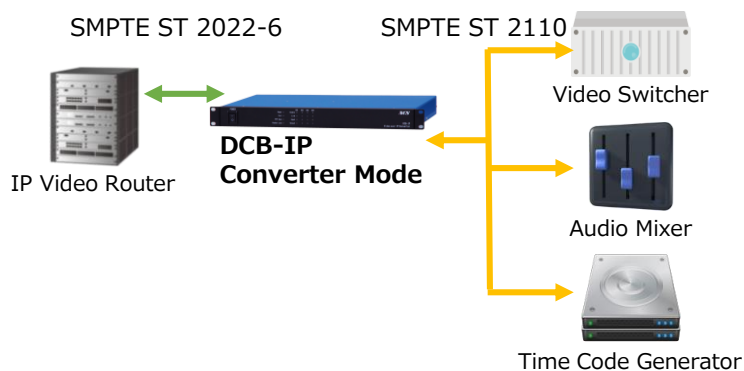 SMPTE ST 2022-6
SMPTE ST 2110
Video Switcher
DCB-IP
Converter Mode
IP Video Router
Audio Mixer
Time Code Generator